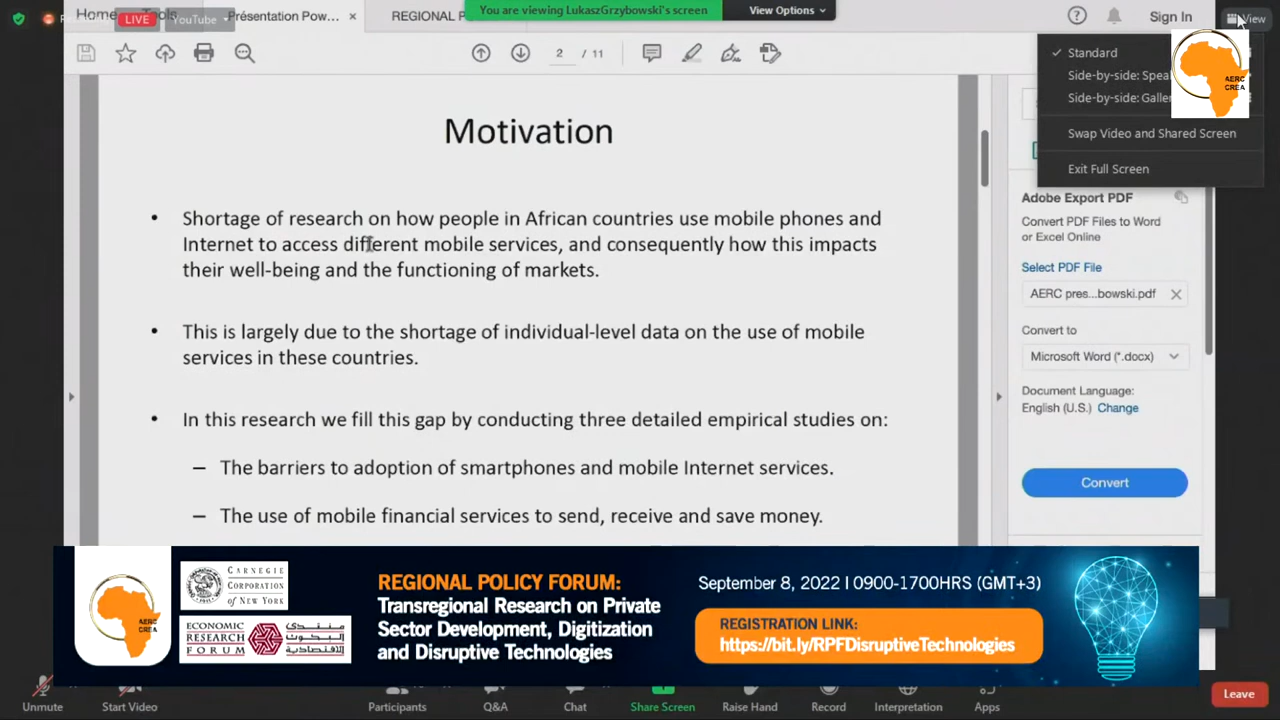 Home
Tools
Présentation Pow...
REGIONAL
You are viewing LukaszGrzybowski's screen
View Options
Sign In
View
LIVE
YouTube
2 / 11
Standard
Side-by-side:
Side-by-side:
Swap Video and Shared Screen
Exit Full Screen
AERC
CREA
Motivation
• Shortage of research on how people in African countries use mobile phones and
Internet to access different mobile services, and consequently how this impacts
their well-being and the functioning of markets.
• This is largely due to the shortage of individual-level data on the use of mobile
services in these countries.
• In this research we fill this gap by conducting three detailed empirical studies on:
– The barriers to adoption of smartphones and mobile Internet services.
– The use of mobile financial services to send, receive and save money.
Adobe Export PDF
Convert PDF Files to Word
or Excel Online
Select PDF File
AERC pres...bowski.pdf
Convert to
Microsoft Word (*.docx)
Document Language:
English (U.S.) Change
Convert
AERC
CREA
CARNEGIE
CORPORATION
of NEW YORK
ECONOMIC
RESEARCH
FORUM
منتدى
البحوث
الاقتصادية
REGIONAL POLICY FORUM:
Transregional Research on Private
Sector Development, Digitization
and Disruptive Technologies
September 8, 2022 | 0900-1700HRS (GMT+3)
REGISTRATION LINK:
https://bit.ly/RPFDisruptiveTechnologies
Unmute
Start Video
Participants
Q&A
Chat
Share Screen
Raise Hand
Record
Interpretation
Apps
Leave